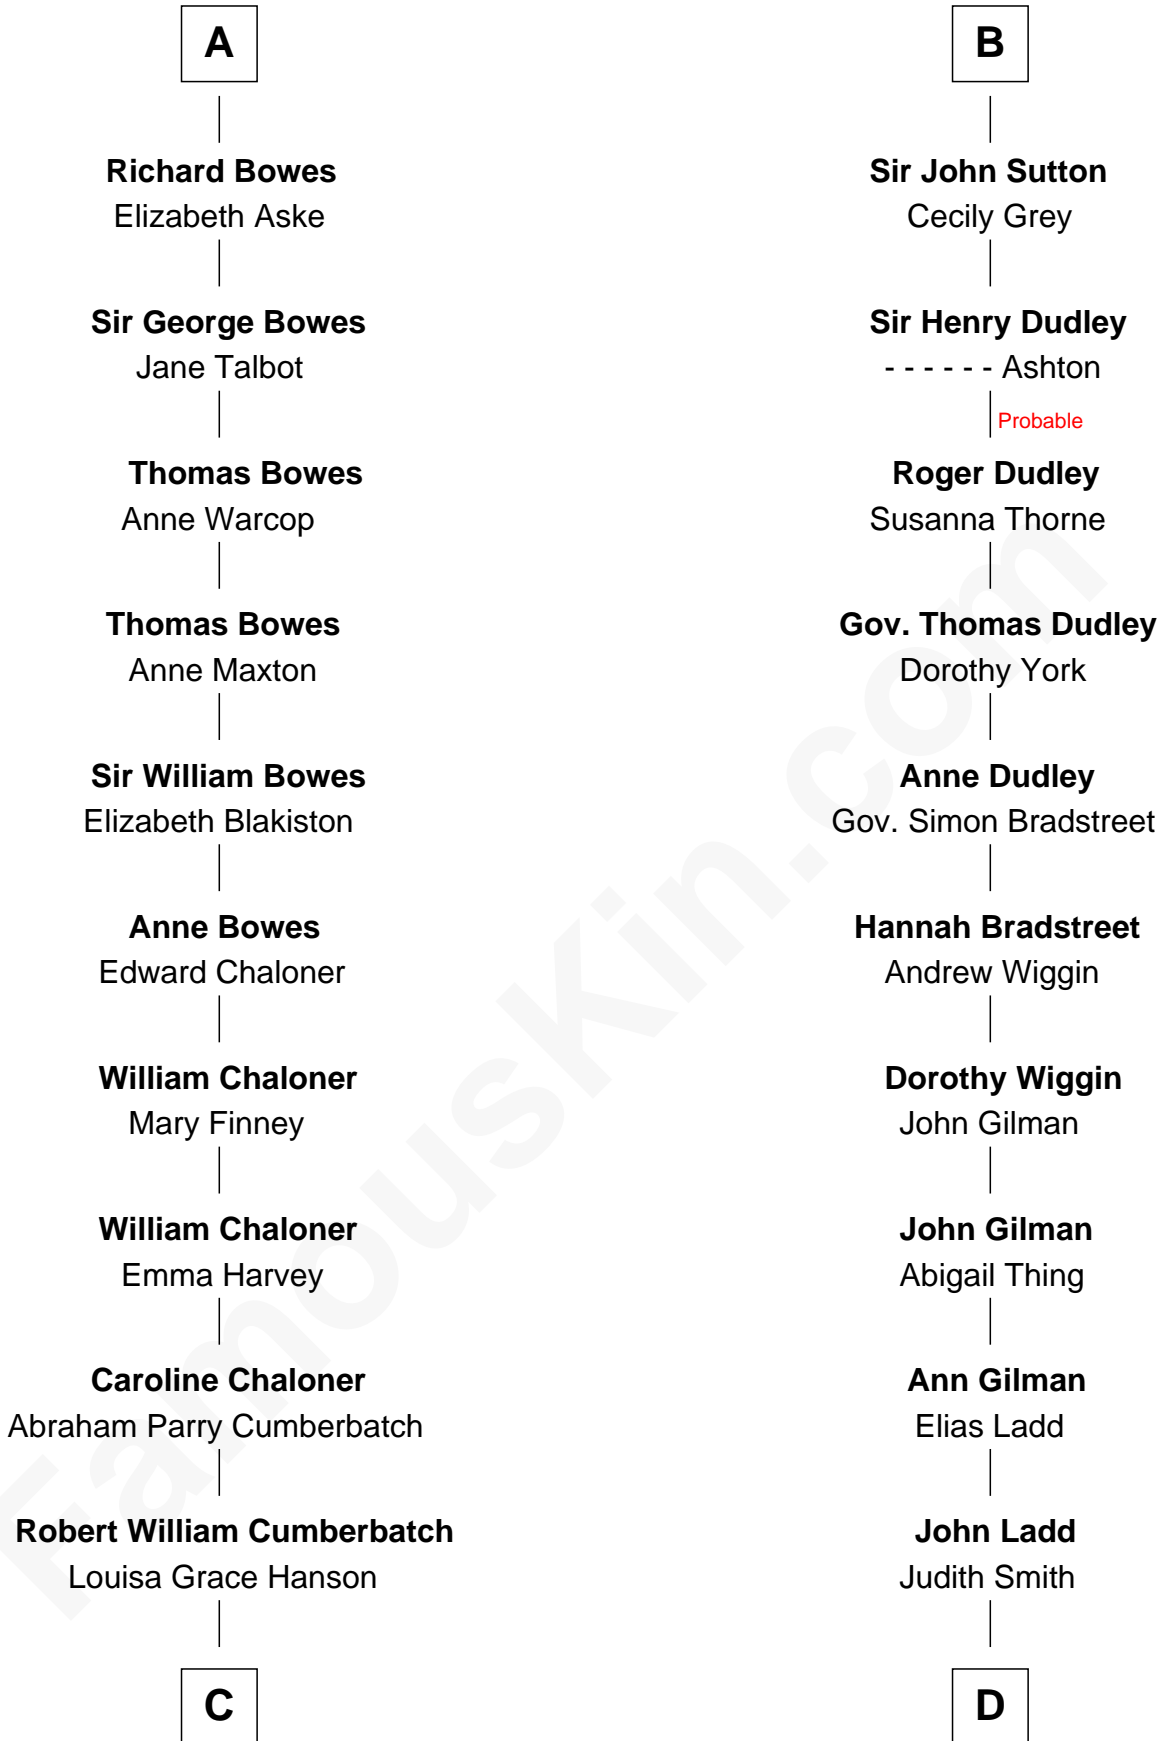 A
Richard Bowes
Elizabeth Aske
Sir George Bowes
Jane Talbot
Thomas Bowes
Anne Warcop
Thomas Bowes
Anne Maxton
Sir William Bowes
Elizabeth Blakiston
Anne Bowes
Edward Chaloner
William Chaloner
Mary Finney
William Chaloner
Emma Harvey
Caroline Chaloner
Abraham Parry Cumberbatch
Robert William Cumberbatch
Louisa Grace Hanson
C
B
Sir John Sutton
Cecily Grey
Sir Henry Dudley
- - - - - - Ashton
Probable
Roger Dudley
Susanna Thorne
Gov. Thomas Dudley
Dorothy York
Anne Dudley
Gov. Simon Bradstreet
Hannah Bradstreet
Andrew Wiggin
Dorothy Wiggin
John Gilman
John Gilman
Abigail Thing
Ann Gilman
Elias Ladd
John Ladd
Judith Smith
D
FamousKin.com